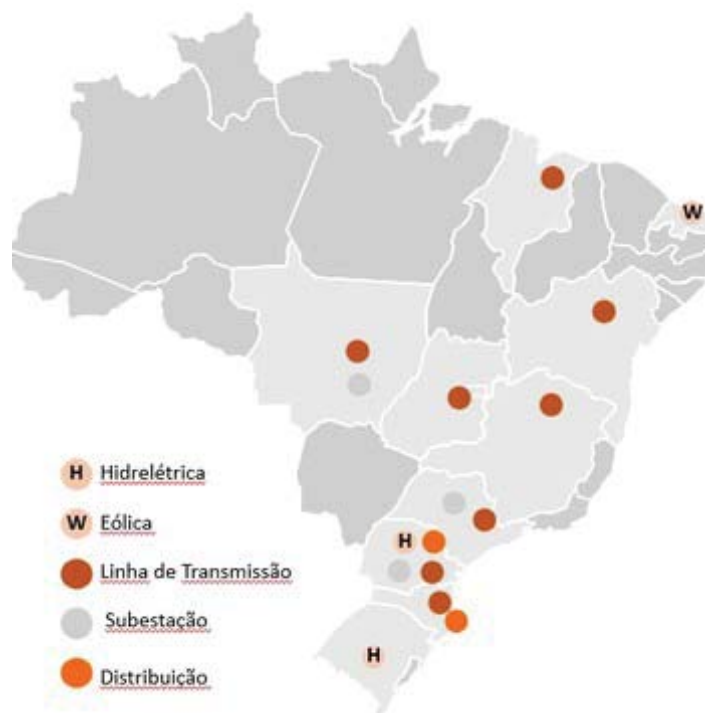 W
H
H
H Hidrelétrica
W Eólica
Linha de Transmissão
Subestação
Distribuição